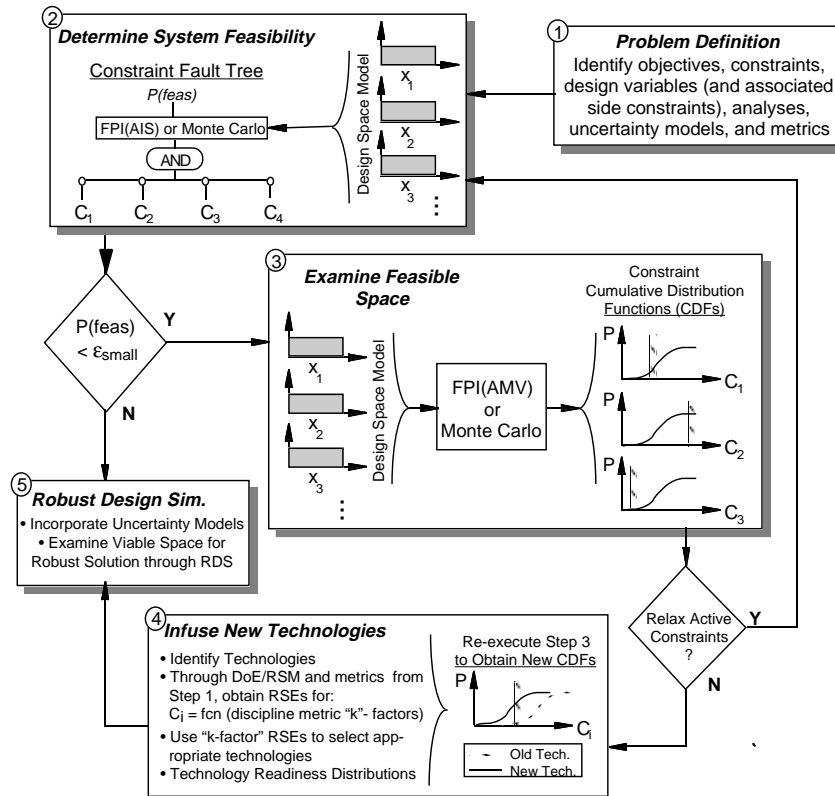 1
Problem Definition
Identify objectives, constraints,
design variables (and associated
side constraints), analyses,
uncertainty models, and metrics
2
Determine System Feasibility
Constraint Fault Tree
P(feas)
FPI(AIS) or Monte Carlo
AND
C1
C2
C3
C4
Design Space Model
x1
x2
x3
P(feas)
< εsmall
Y
N
3
Examine Feasible
Space
x1
x2
x3
Design Space Model
FPI(AMV)
or
Monte Carlo
Constraint
Cumulative Distribution
Functions (CDFs)
P
C1
P
C2
P
C3
Relax Active
Constraints
?
Y
N
4
Infuse New Technologies
• Identify Technologies
• Through DoE/RSM and metrics from
Step 1, obtain RSEs for:
Ci = fcn (discipline metric “k”- factors)
• Use “k-factor” RSEs to select app-
ropriate technologies
• Technology Readiness Distributions
Re-execute Step 3
to Obtain New CDFs
P
Ci
Old Tech.
New Tech.
5
Robust Design Sim.
• Incorporate Uncertainty Models
• Examine Viable Space for
Robust Solution through RDS